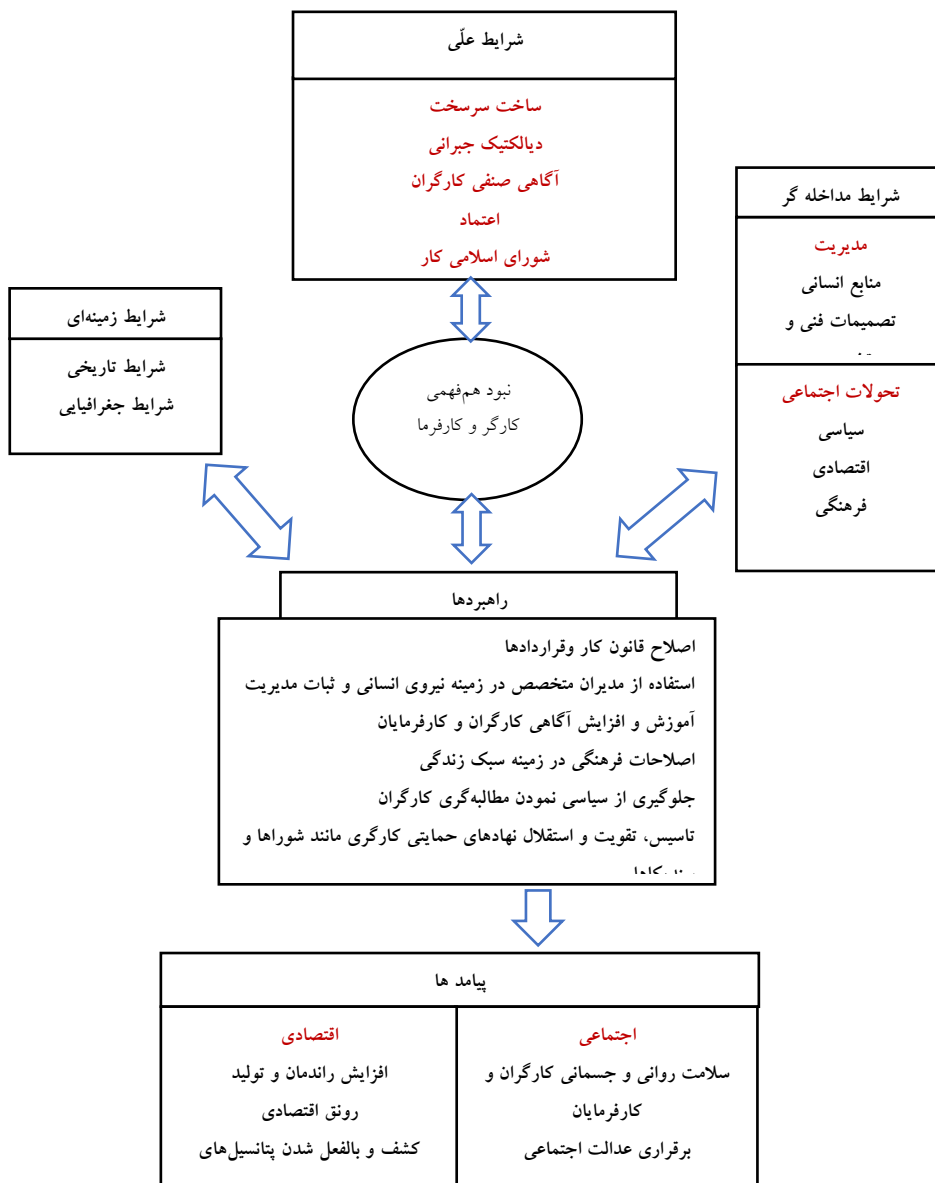 شرایط علّی
ساخت سرسخت
دیالکتیک جبرانی
آگاهی صنفی کارگران
اعتماد
شورای اسلامی کار
شرایط مداخله گر
مدیریت
منابع انسانی
تصمیمات فنی و
تحولات اجتماعی
سیاسی
اقتصادی
فرهنگی
شرایط زمینه‌ای
شرایط تاریخی
شرایط جغرافیایی
نبود هم‌فهمی
کارگر و کارفرما
راهبردها
اصلاح قانون کار وقراردادها
استفاده از مدیران متخصص در زمینه نیروی انسانی و ثبات مدیریت
آموزش و افزایش آگاهی کارگران و کارفرمایان
اصلاحات فرهنگی در زمینه سبک زندگی
جلوگیری از سیاسی نمودن مطالبه‌گری کارگران
تاسیس، تقویت و استقلال نهادهای حمایتی کارگری مانند شوراها و
پیامد ها
اجتماعی
سلامت روانی و جسمانی کارگران و
کارفرمایان
برقراری عدالت اجتماعی
اقتصادی
افزایش راندمان و تولید
رونق اقتصادی
کشف و بالفعل شدن پتانسیل‌های